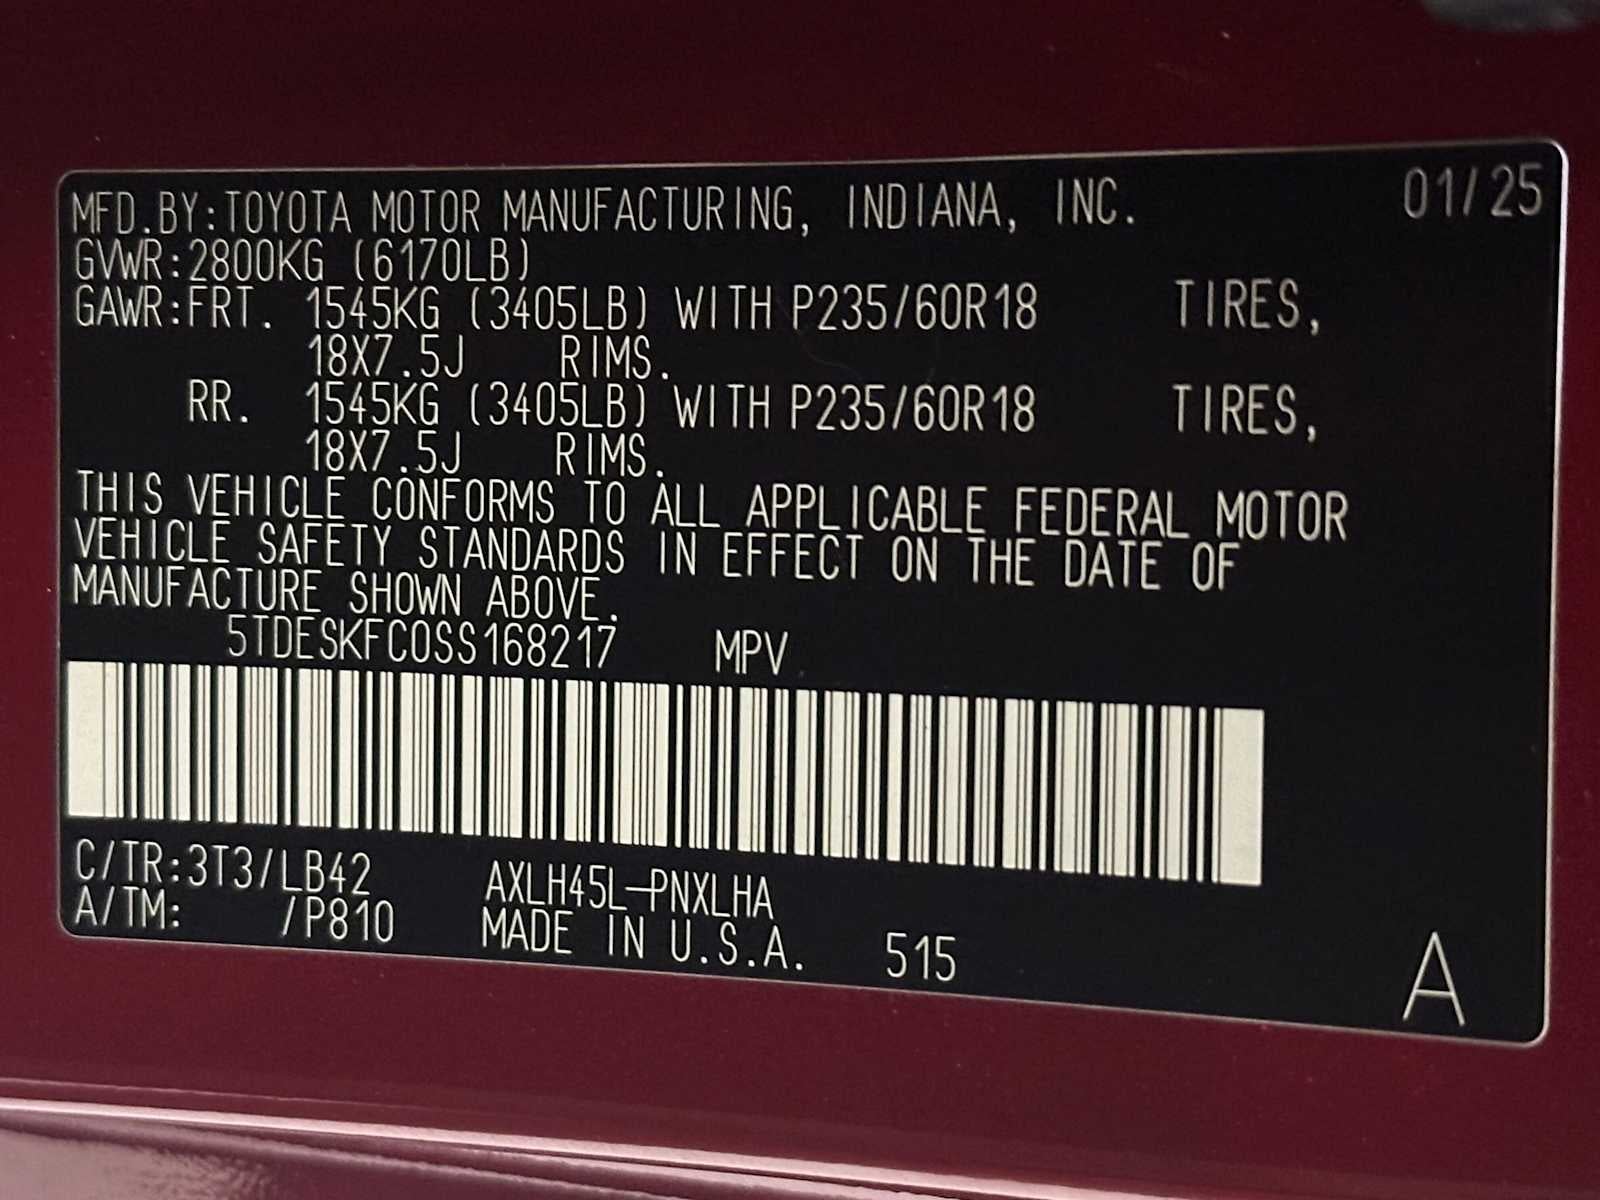 MFD.BY:TOYOTA MOTOR MANUFACTURING, INDIANA, INC. 01/25
GVWR:2800KG (6170LB)
GAWR:FRT. 1545KG (3405LB) WITH P235/60R18 TIRES,
18X7.5J RIMS.
RR. 1545KG (3405LB) WITH P235/60R18 TIRES,
18X7.5J RIMS.
THIS VEHICLE CONFORMS TO ALL APPLICABLE FEDERAL MOTOR
VEHICLE SAFETY STANDARDS IN EFFECT ON THE DATE OF
MANUFACTURE SHOWN ABOVE.
5TDESKFC0SS168217 MPV
C/TR:3T3/LB42 AXLH45L-PNXLHA
A/TM: /P810 MADE IN U.S.A. 515
A